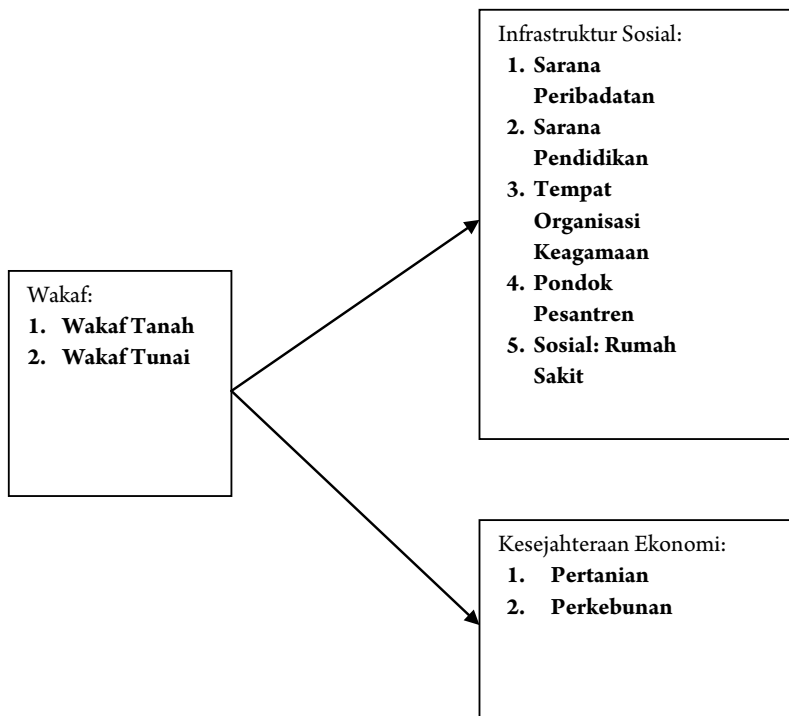 Infrastruktur Sosial:
1. Sarana
Peribadatan
2. Sarana
Pendidikan
3. Tempat
Organisasi
Keagamaan
4. Pondok
Pesantren
5. Sosial: Rumah
Sakit
Wakaf:
1. Wakaf Tanah
2. Wakaf Tunai
Kesejahteraan Ekonomi:
1. Pertanian
2. Perkebunan